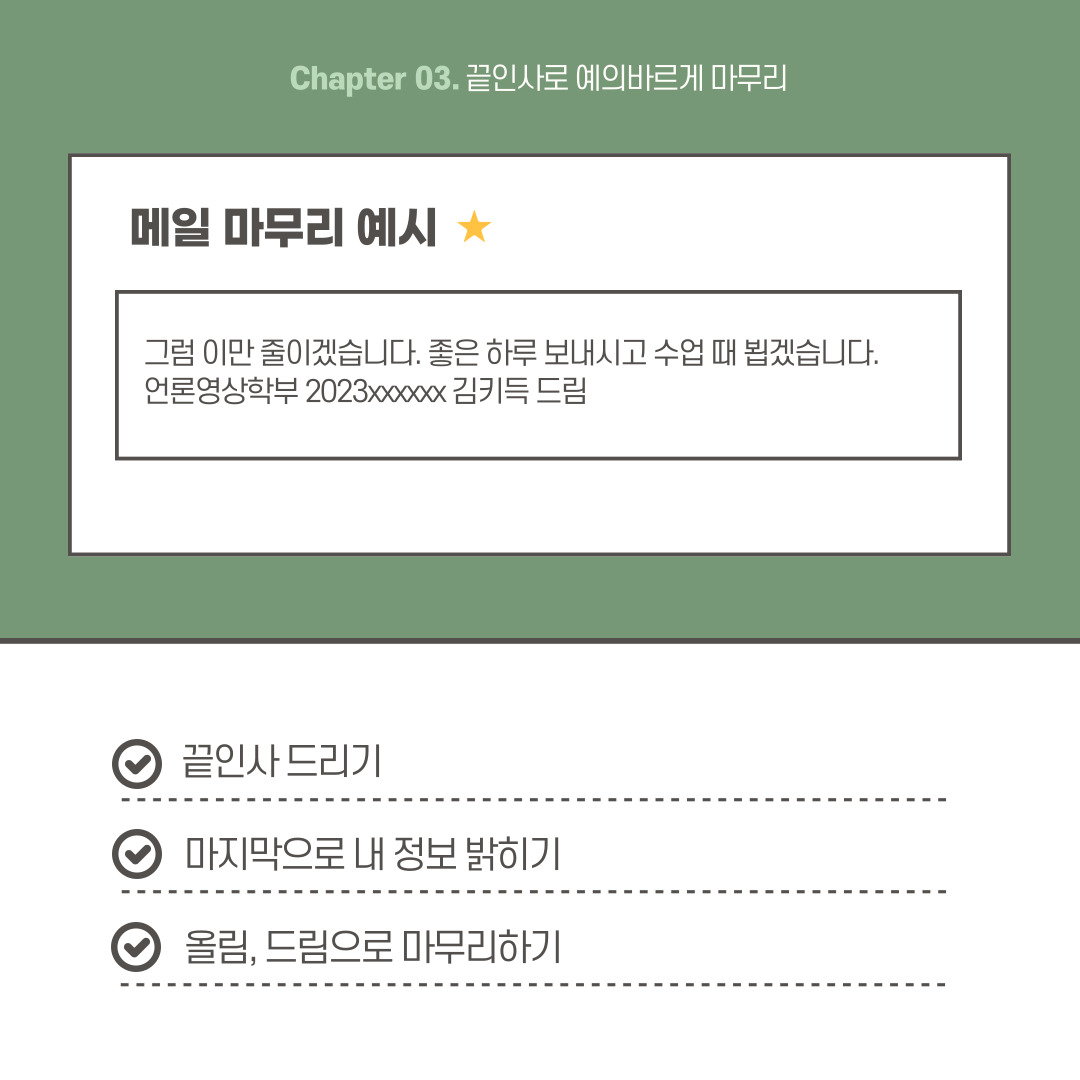 Chapter 03. 끝인사로 예의바르게 마무리
메일 마무리 예시
그럼 이만 줄이겠습니다. 좋은 하루 보내시고 수업 때 뵙겠습니다.
언론영상학부 2023xxxxxx 김키득 드림
끝인사 드리기
마지막으로 내 정보 밝히기
올림, 드림으로 마무리하기